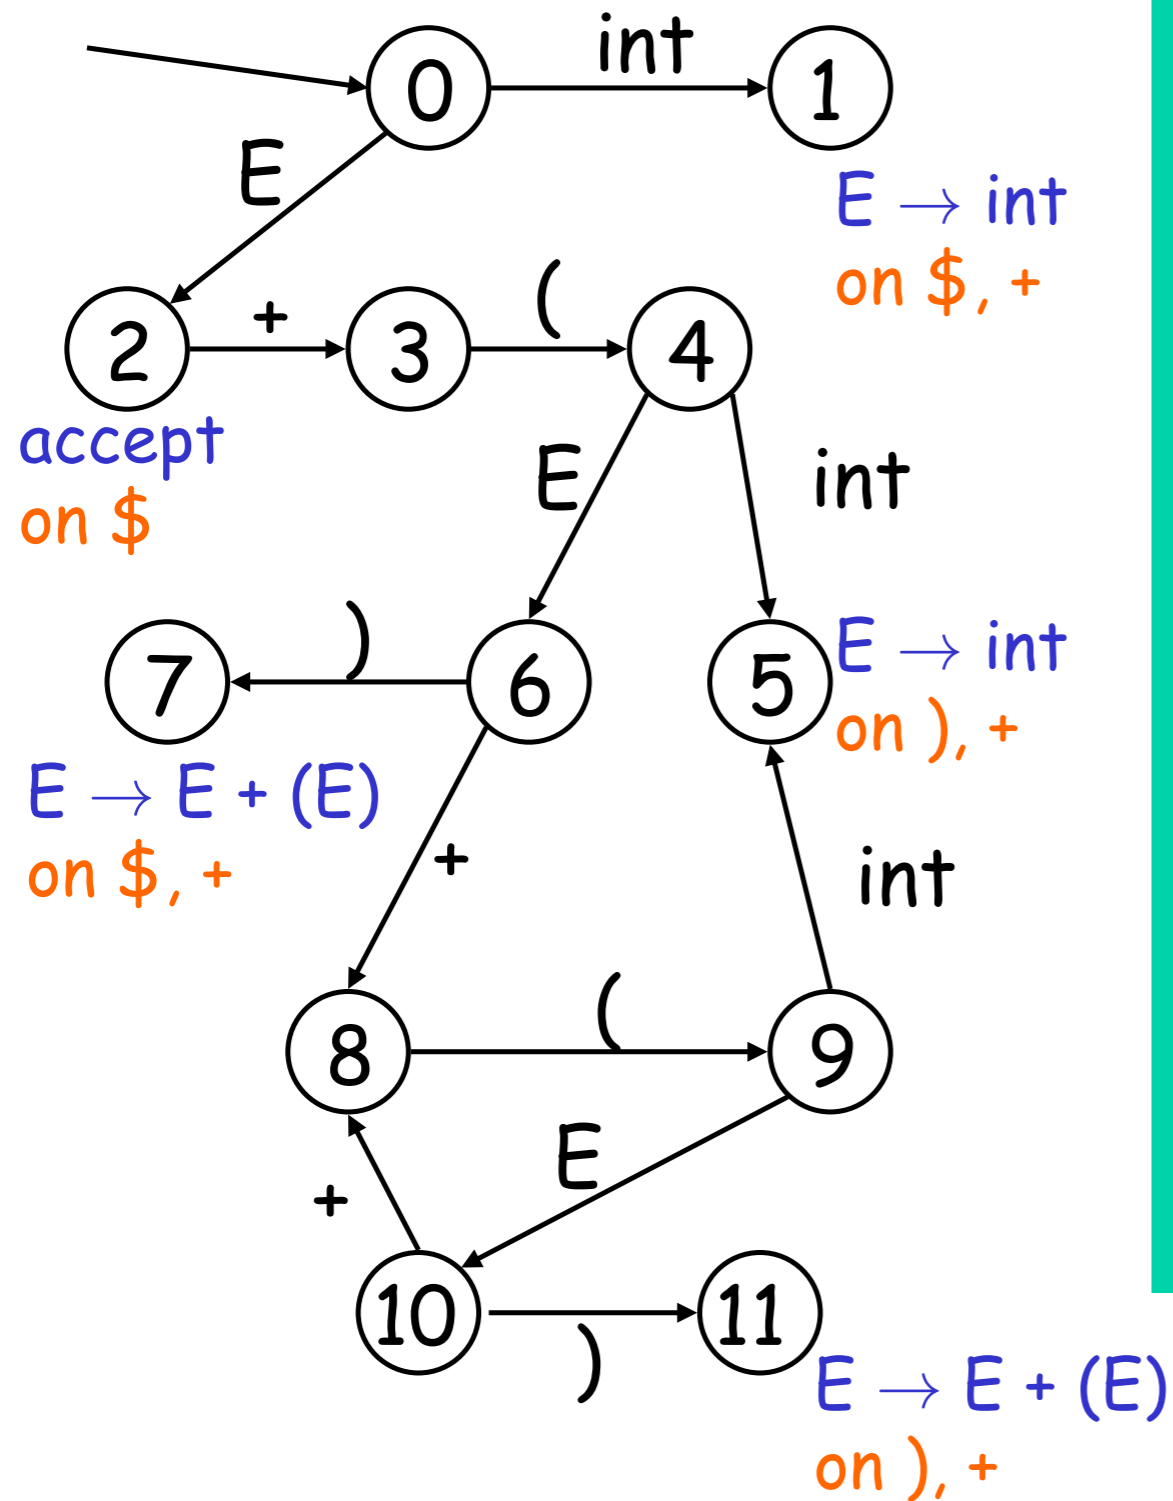 0
int
1
E
E → int
on $, +
2
+
3
(
4
accept
on $
E
int
7
)
6
5
E → int
on ), +
E → E + (E)
on $, +
+
int
8
(
9
E
+
10
)
11
E → E + (E)
on ), +